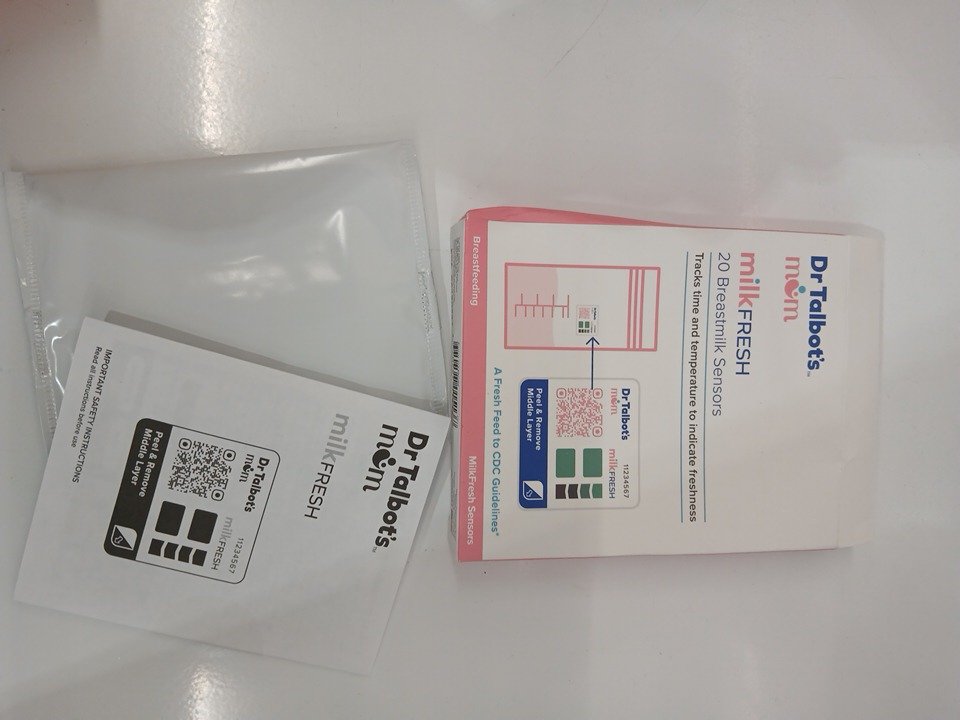 Dr Talbot's™
mom
milkFRESH
20 Breastmilk Sensors
Tracks time and temperature to indicate freshness
Dr Talbot's
mom
milkFRESH
11234567
Peel & Remove
Middle Layer
A Fresh Feed to CDC Guidelines*
Breastfeeding
MilkFresh Sensors
Dr Talbot's™
mom
milkFRESH
Dr Talbot's
mom
milkFRESH
11234567
Peel & Remove
Middle Layer
IMPORTANT SAFETY INSTRUCTIONS
Read all instructions before use